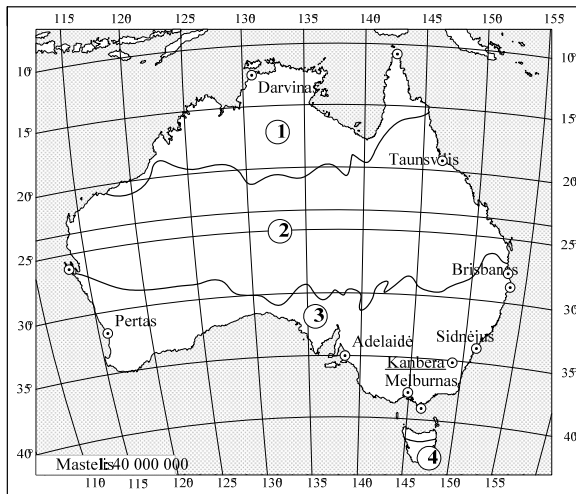 115 120 125 130 135 140 145 150 155
10° 10°
Darvinas
1
15° 15°
Taunsvilis
20° 20°
2
25° 25°
Brisbanas
30° 30°
Pertas
3
Adelaidė
Sidnėjus
Kanbera
Melburnas
35° 35°
40° 40°
4
Mastelis 1:40 000 000
110 115 120 125 130 135 140 145 150 157